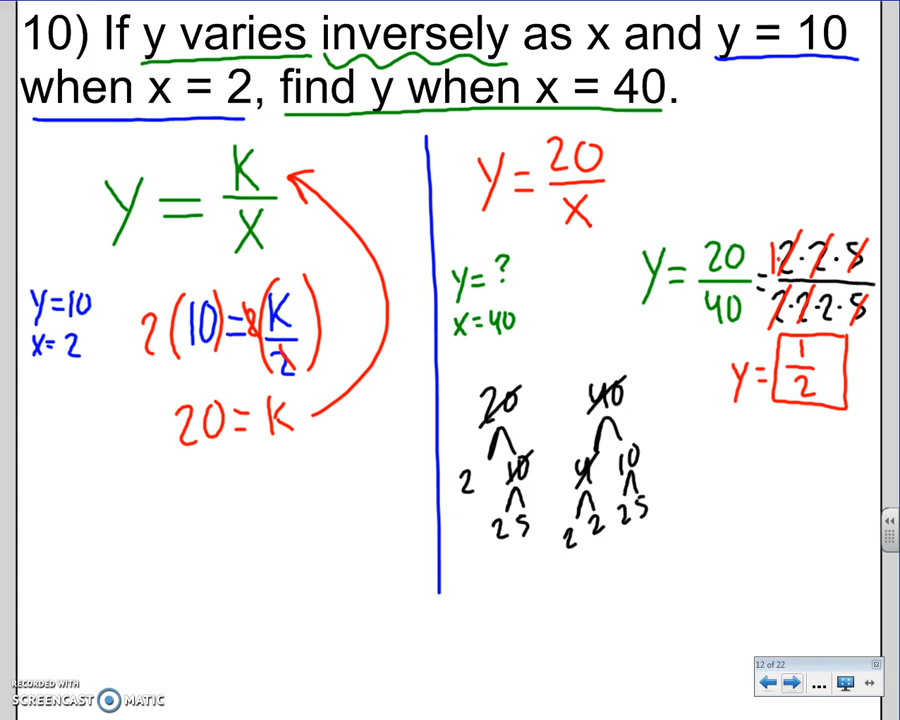 10) If y varies inversely as x and y = 10
when x = 2, find y when x = 40.
y = K/X
y=10
x= 2
2(10)=2(K/2)
20=K
y = 20/x
y= ?
x=40
y= 20/40 = 1·2·2·5/2·2·2·5
y= 1/2
20 40
2 10 4 10
2 5 2 2 2 5
12 of 22
...
RECORDED WITH
SCREENCAST MATIC